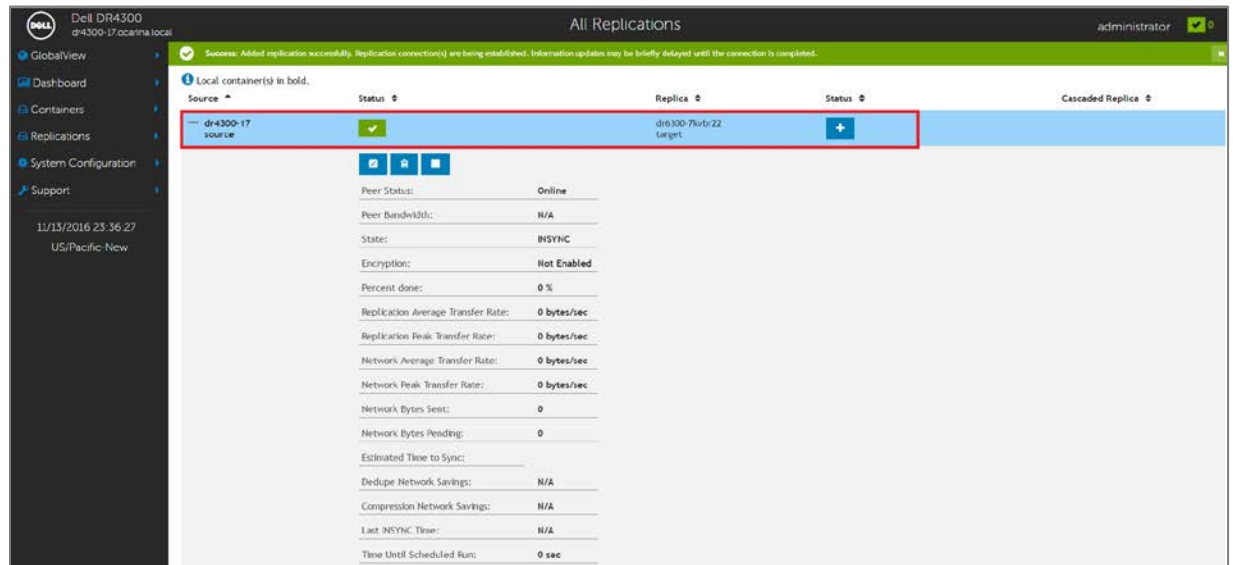 DELL
Dell DR4300
dr4300-17.ocarina.local
All Replications
administrator 0
GlobalView
Dashboard
Containers
Replications
System Configuration
Support
11/13/2016 23:36:27
US/Pacific-New
Success: Added replication successfully. Replication connection(s) are being established. Information updates may be briefly delayed until the connection is completed.
Local container(s) in bold.
Source Status Replica Status Cascaded Replica
dr4300-17
source
target
Peer Status: Online
Peer Bandwidth: N/A
State: INSYNC
Encryption: Not Enabled
Percent done: 0 %
Replication Average Transfer Rate: 0 bytes/sec
Replication Peak Transfer Rate: 0 bytes/sec
Network Average Transfer Rate: 0 bytes/sec
Network Peak Transfer Rate: 0 bytes/sec
Network Bytes Sent: 0
Network Bytes Pending: 0
Estimated Time to Sync:
Dedupe Network Savings: N/A
Compression Network Savings: N/A
Last INSYNC Time: N/A
Time Until Scheduled Run: 0 sec